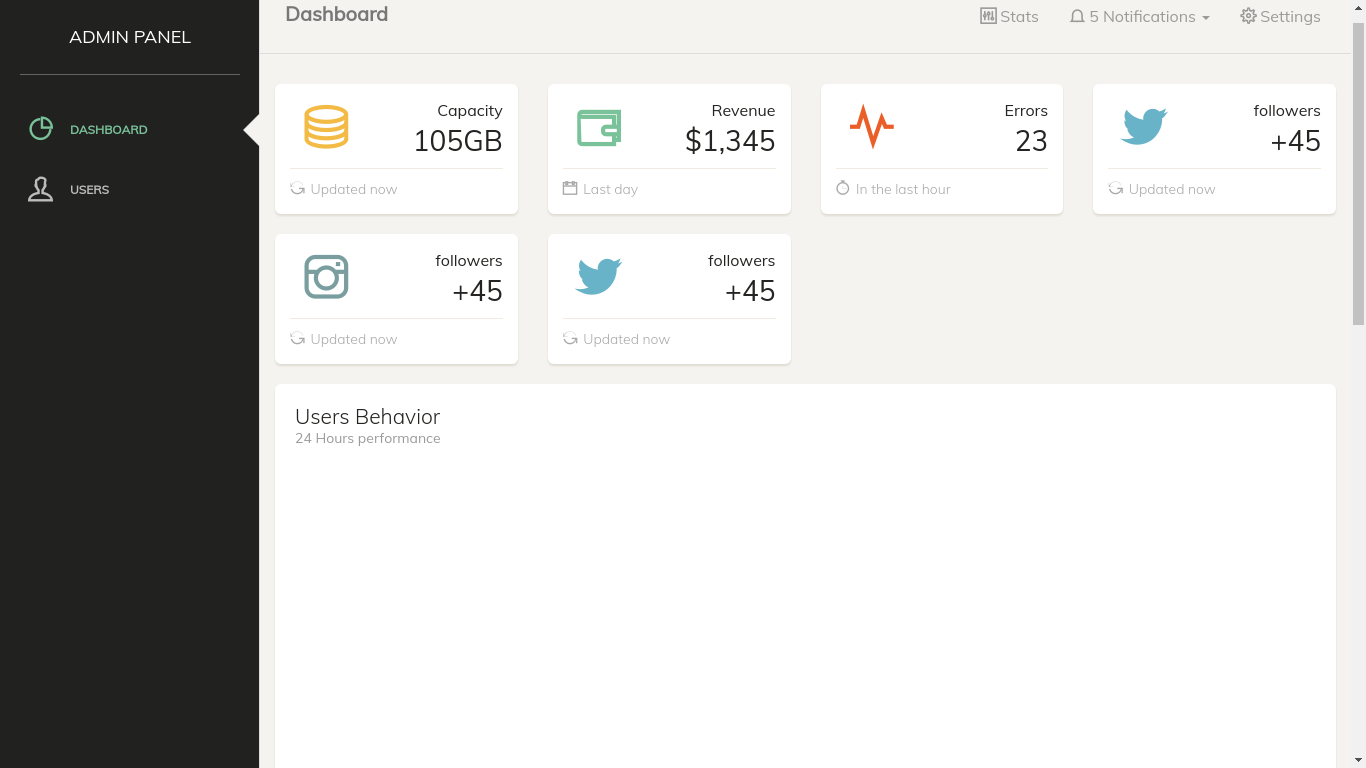 ADMIN PANEL
DASHBOARD
USERS
Dashboard
Stats
5 Notifications
Settings
Capacity
105GB
Updated now
Revenue
$1,345
Last day
Errors
23
In the last hour
followers
+45
Updated now
followers
+45
Updated now
followers
+45
Updated now
Users Behavior
24 Hours performance